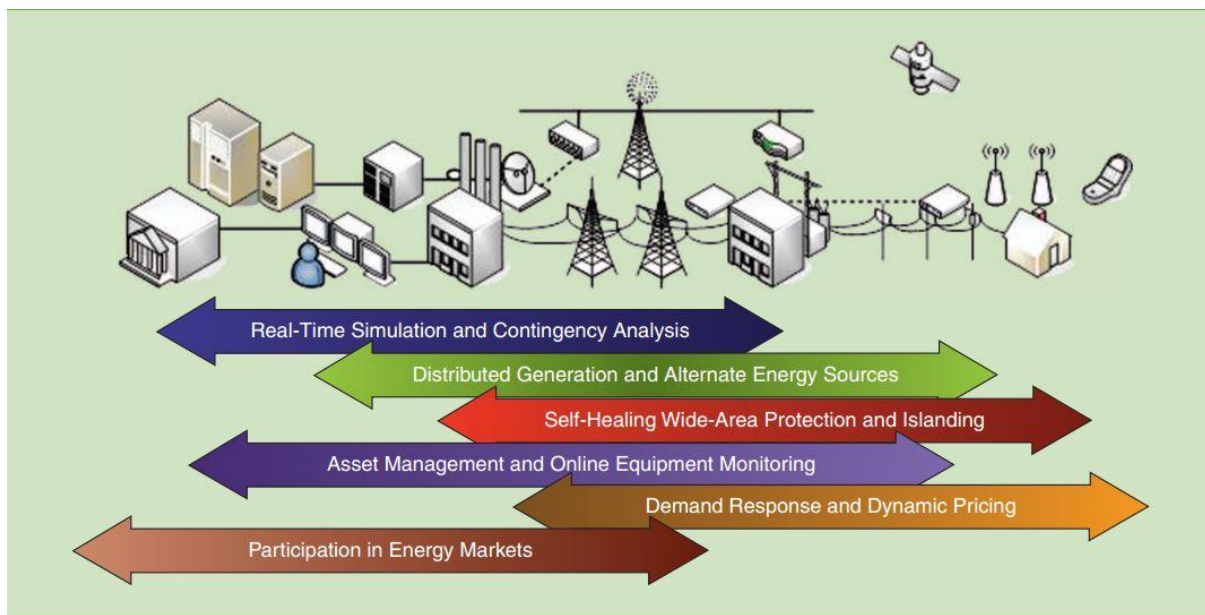 Real-Time Simulation and Contingency Analysis
Distributed Generation and Alternate Energy Sources
Self-Healing Wide-Area Protection and Islanding
Asset Management and Online Equipment Monitoring
Demand Response and Dynamic Pricing
Participation in Energy Markets